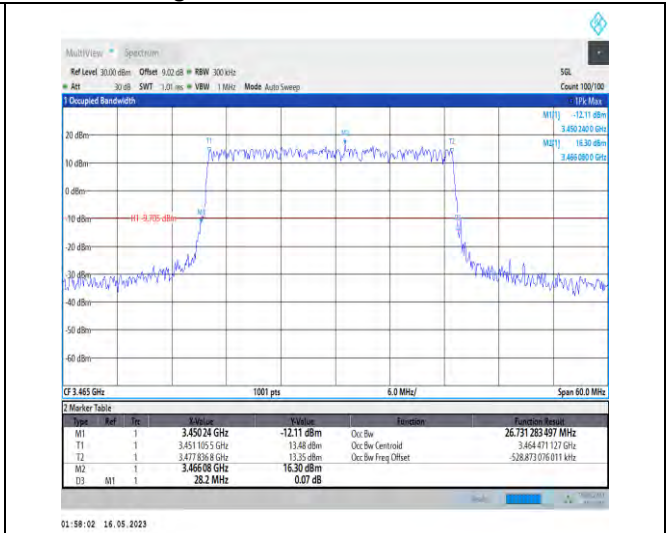 MultiView Spectrum
Ref Level 30.00 dBm Offset 9.02 dB RBW 300 kHz SGL
Att 30 dB SWT 1.01 ms VBW 1 MHz Mode Auto Sweep Count 100/100
1 Occupied Bandwidth 1Pk Max
M1[1] -12.11 dBm
3.450 240 0 GHz
M2[1] 16.30 dBm
3.466 080 0 GHz
20 dBm
T1 M2 T2
10 dBm
0 dBm
-10 dBm H1 -9.705 dBm M1
-20 dBm
-30 dBm
-40 dBm
-50 dBm
-60 dBm
CF 3.465 GHz 1001 pts 6.0 MHz/ Span 60.0 MHz
2 Marker Table
Type Ref Trc X-Value Y-Value Function Function Result
M1 1 3.45024 GHz -12.11 dBm Occ Bw 26.731 283 497 MHz
T1 1 3.451 105 5 GHz 13.48 dBm Occ Bw Centroid 3.464 471 127 GHz
T2 1 3.477 836 8 GHz 13.35 dBm Occ Bw Freq Offset -528.873 076 011 kHz
M2 1 3.46608 GHz 16.30 dBm
D3 M1 1 28.2 MHz 0.07 dB
01:58:02 16.05.2023